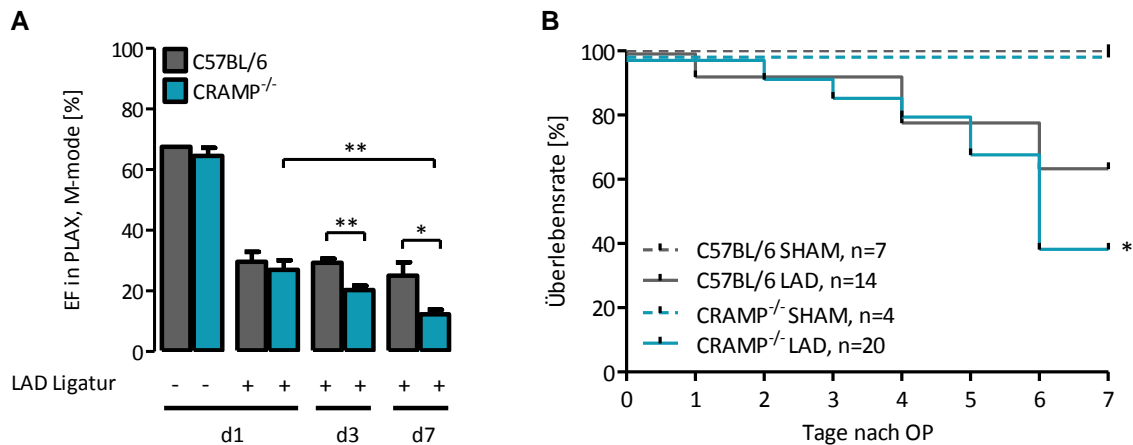 A
EF in PLAX, M-mode [%]
100
80
60
40
20
0
C57BL/6
CRAMP-/-
**
**
*
LAD Ligatur
- - + + + + + +
d1 d3 d7
B
Überlebensrate [%]
100
80
60
40
20
0
C57BL/6 SHAM, n=7
C57BL/6 LAD, n=14
CRAMP-/- SHAM, n=4
CRAMP-/- LAD, n=20
*
0 1 2 3 4 5 6 7
Tage nach OP